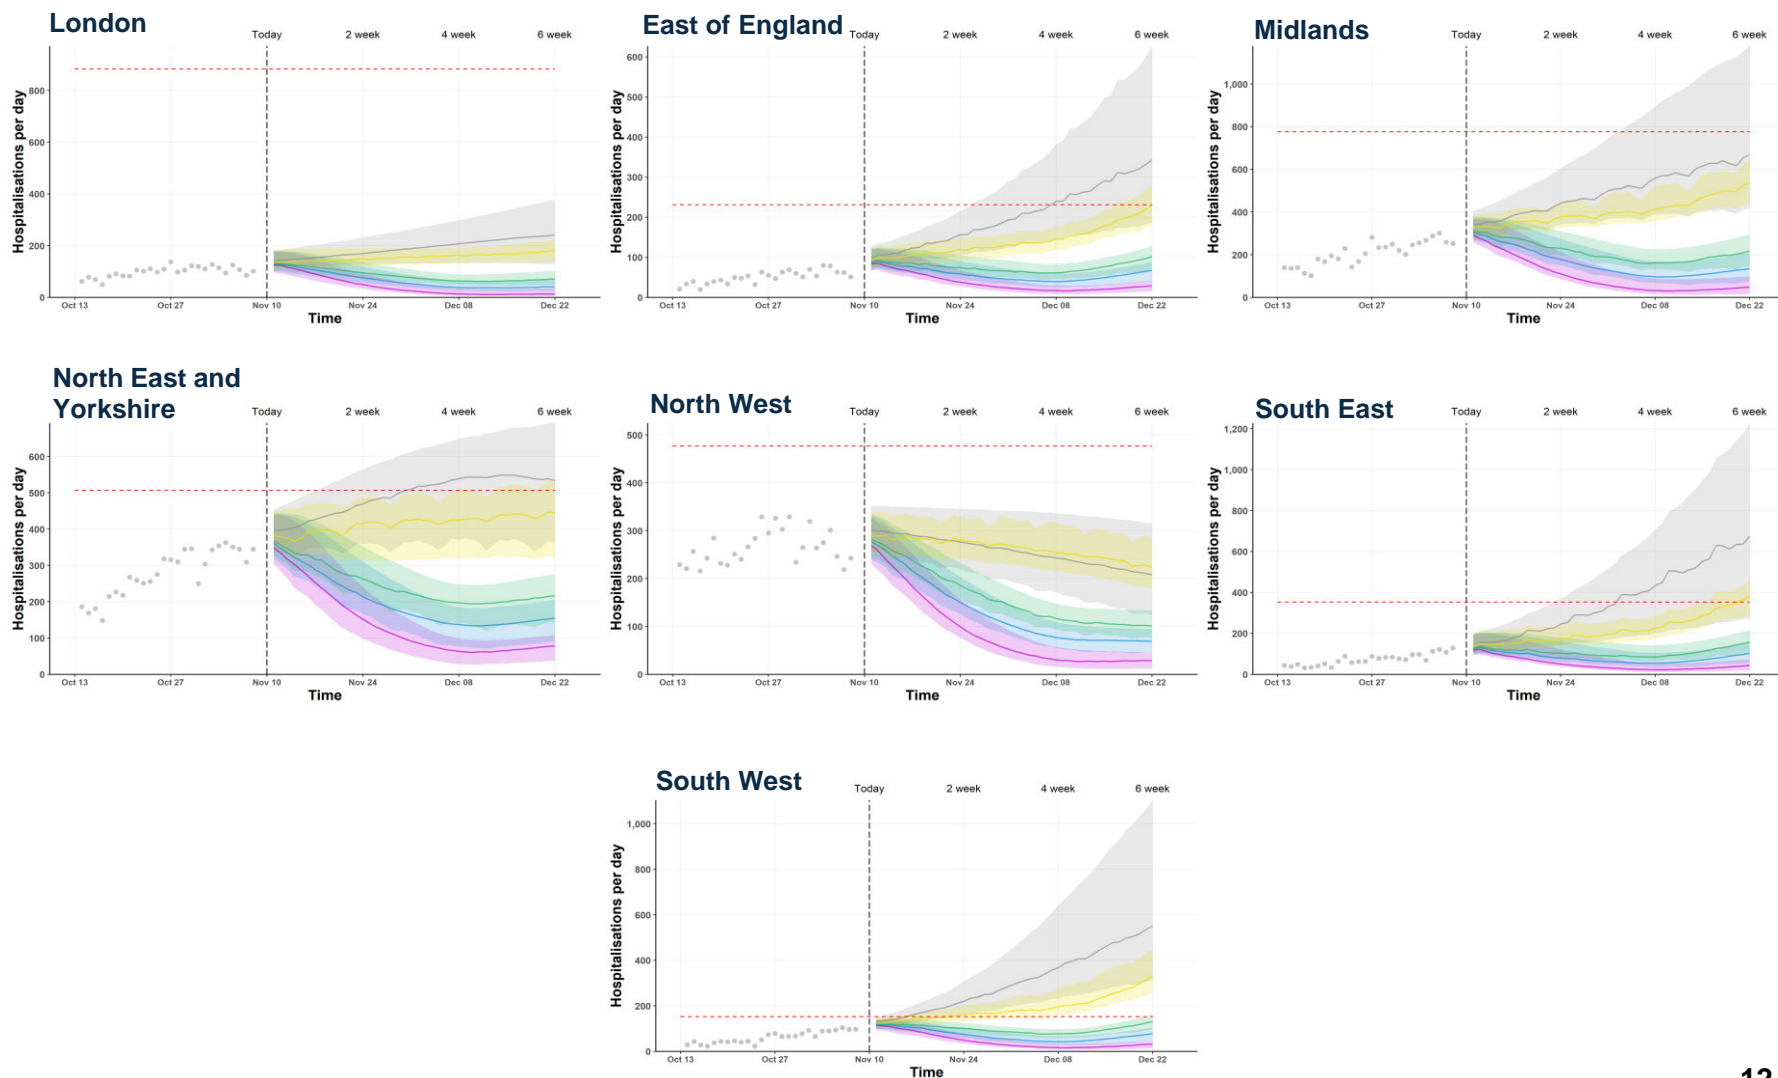 London
Today 2 week 4 week 6 week
Hospitalisations per day
800
600
400
200
0
Oct 13 Oct 27 Nov 10 Nov 24 Dec 08 Dec 22
Time
East of England
Today 2 week 4 week 6 week
Hospitalisations per day
600
500
400
300
200
100
0
Oct 13 Oct 27 Nov 10 Nov 24 Dec 08 Dec 22
Time
Midlands
Today 2 week 4 week 6 week
Hospitalisations per day
1,000
800
600
400
200
0
Oct 13 Oct 27 Nov 10 Nov 24 Dec 08 Dec 22
Time
North East and
Yorkshire
Today 2 week 4 week 6 week
Hospitalisations per day
600
500
400
300
200
100
0
Oct 13 Oct 27 Nov 10 Nov 24 Dec 08 Dec 22
Time
North West
Today 2 week 4 week 6 week
Hospitalisations per day
500
400
300
200
100
0
Oct 13 Oct 27 Nov 10 Nov 24 Dec 08 Dec 22
Time
South East
Today 2 week 4 week 6 week
Hospitalisations per day
1,200
1,000
800
600
400
200
0
Oct 13 Oct 27 Nov 10 Nov 24 Dec 08 Dec 22
Time
South West
Today 2 week 4 week 6 week
Hospitalisations per day
1,000
800
600
400
200
0
Oct 13 Oct 27 Nov 10 Nov 24 Dec 08 Dec 22
Time